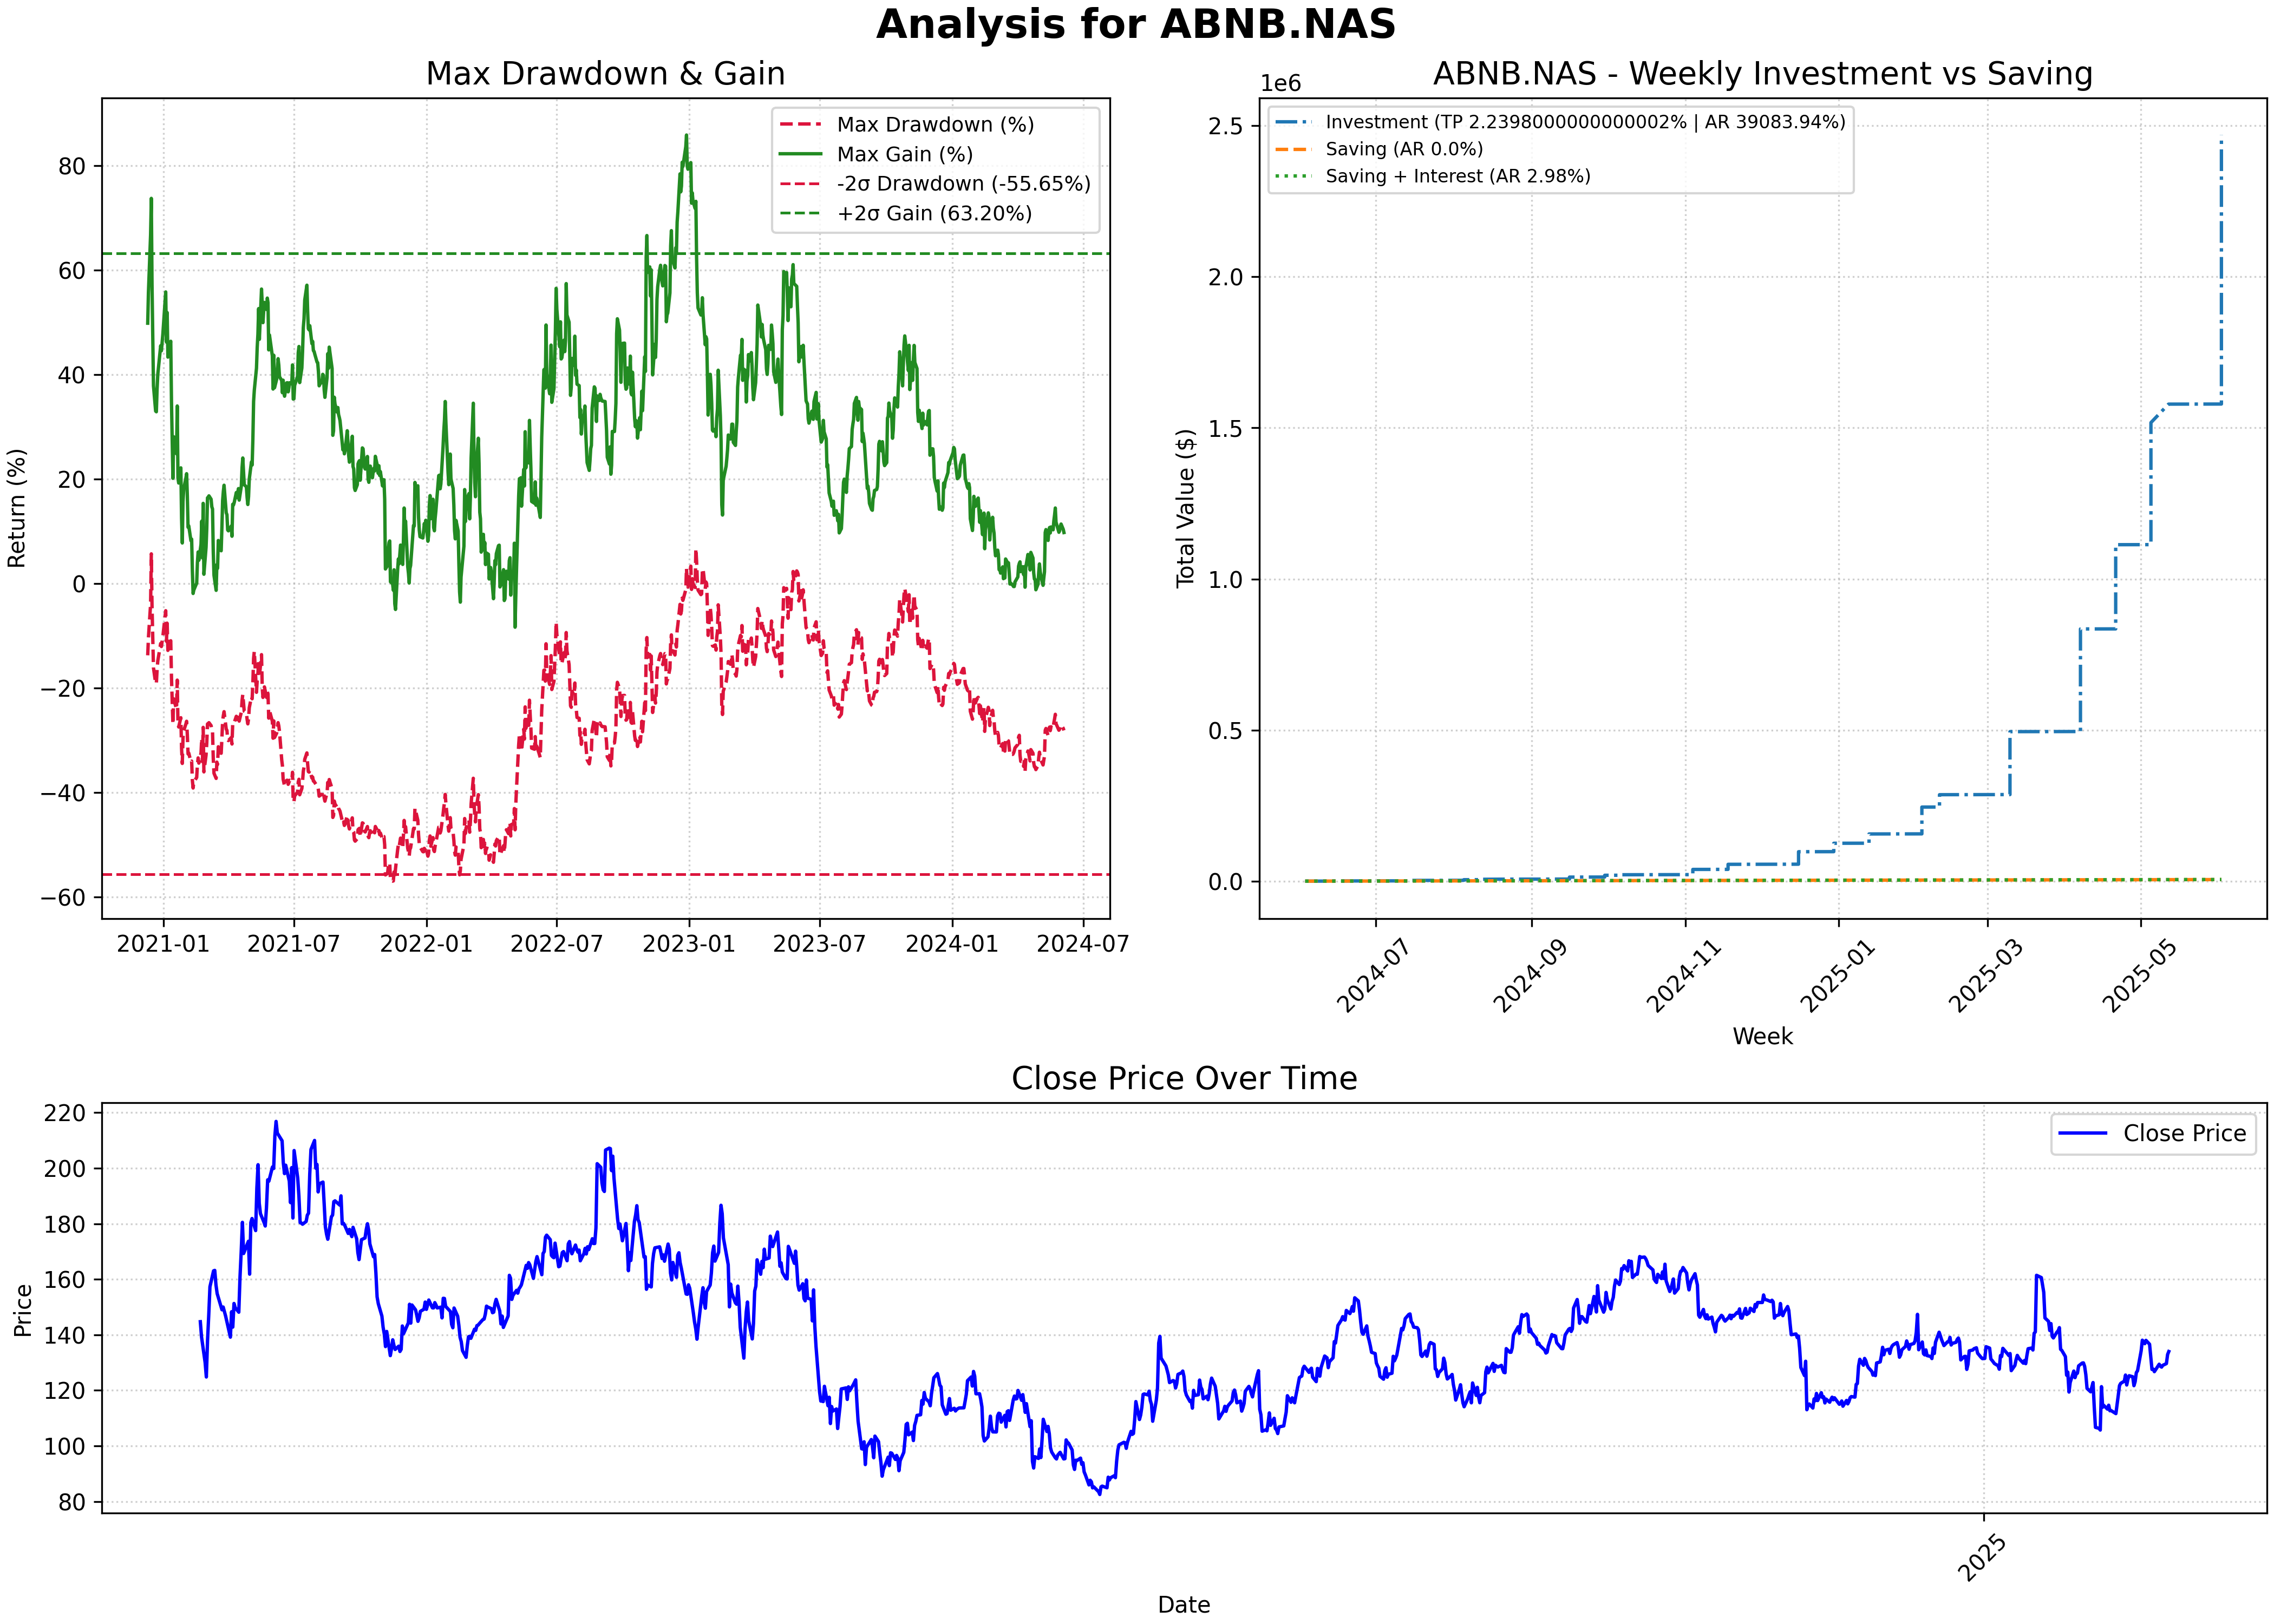 Analysis for ABNB.NAS
Max Drawdown & Gain
Return (%)
80
60
40
20
0
−20
−40
−60
Max Drawdown (%)
Max Gain (%)
-2σ Drawdown (-55.65%)
+2σ Gain (63.20%)
2021-01
2021-07
2022-01
2022-07
2023-01
2023-07
2024-01
2024-07
ABNB.NAS - Weekly Investment vs Saving
1e6
Total Value ($)
2.5
2.0
1.5
1.0
0.5
0.0
Investment (TP 2.2398000000000002% | AR 39083.94%)
Saving (AR 0.0%)
Saving + Interest (AR 2.98%)
2024-07
2024-09
2024-11
2025-01
2025-03
2025-05
Week
Close Price Over Time
Price
220
200
180
160
140
120
100
80
Close Price
2025
Date